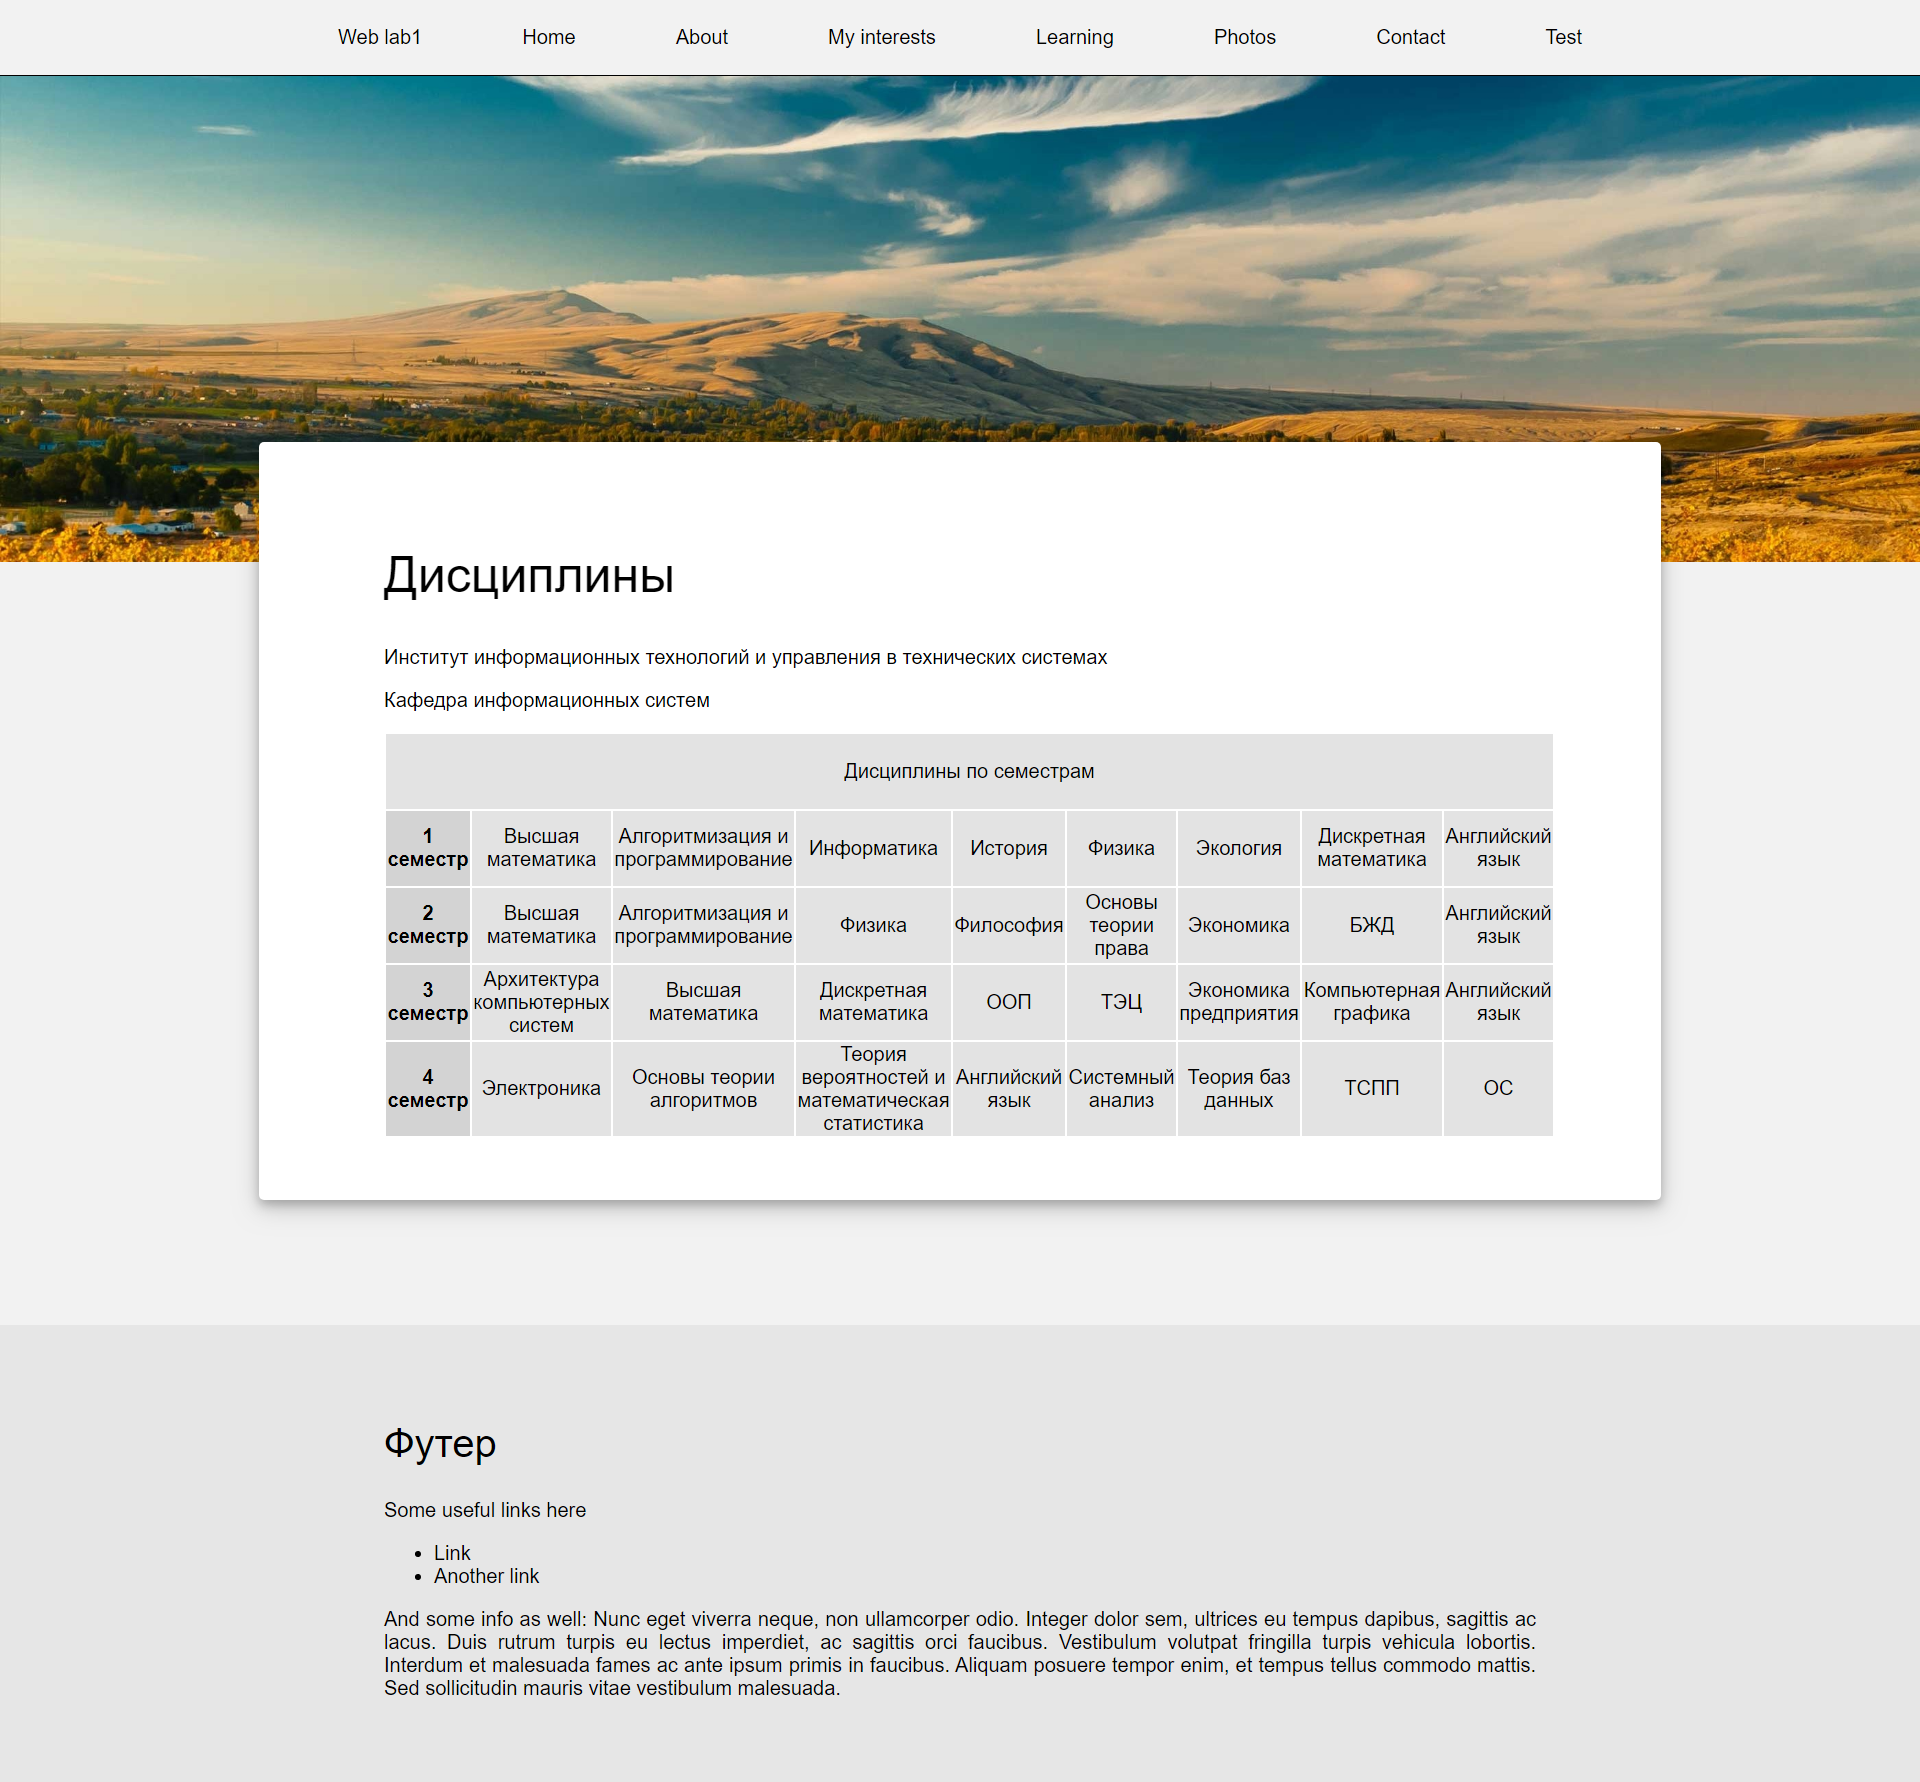 Web lab1 Home About My interests Learning Photos Contact Test
Дисциплины
Институт информационных технологий и управления в технических системах
Кафедра информационных систем
Дисциплины по семестрам
1
семестр
Высшая
математика
Алгоритмизация и
программирование
Информатика
История
Физика
Экология
Дискретная
математика
Английский
язык
2
семестр
Высшая
математика
Алгоритмизация и
программирование
Физика
Философия
Основы
теории
права
Экономика
БЖД
Английский
язык
3
семестр
Архитектура
компьютерных
систем
Высшая
математика
Дискретная
математика
ООП
ТЭЦ
Экономика
предприятия
Компьютерная
графика
Английский
язык
4
семестр
Электроника
Основы теории
алгоритмов
Теория
вероятностей и
математическая
статистика
Английский
язык
Системный
анализ
Теория баз
данных
ТСПП
ОС
Футер
Some useful links here
Link
Another link
And some info as well: Nunc eget viverra neque, non ullamcorper odio. Integer dolor sem, ultrices eu tempus dapibus, sagittis ac
lacus. Duis rutrum turpis eu lectus imperdiet, ac sagittis orci faucibus. Vestibulum volutpat fringilla turpis vehicula lobortis.
Interdum et malesuada fames ac ante ipsum primis in faucibus. Aliquam posuere tempor enim, et tempus tellus commodo mattis.
Sed sollicitudin mauris vitae vestibulum malesuada.